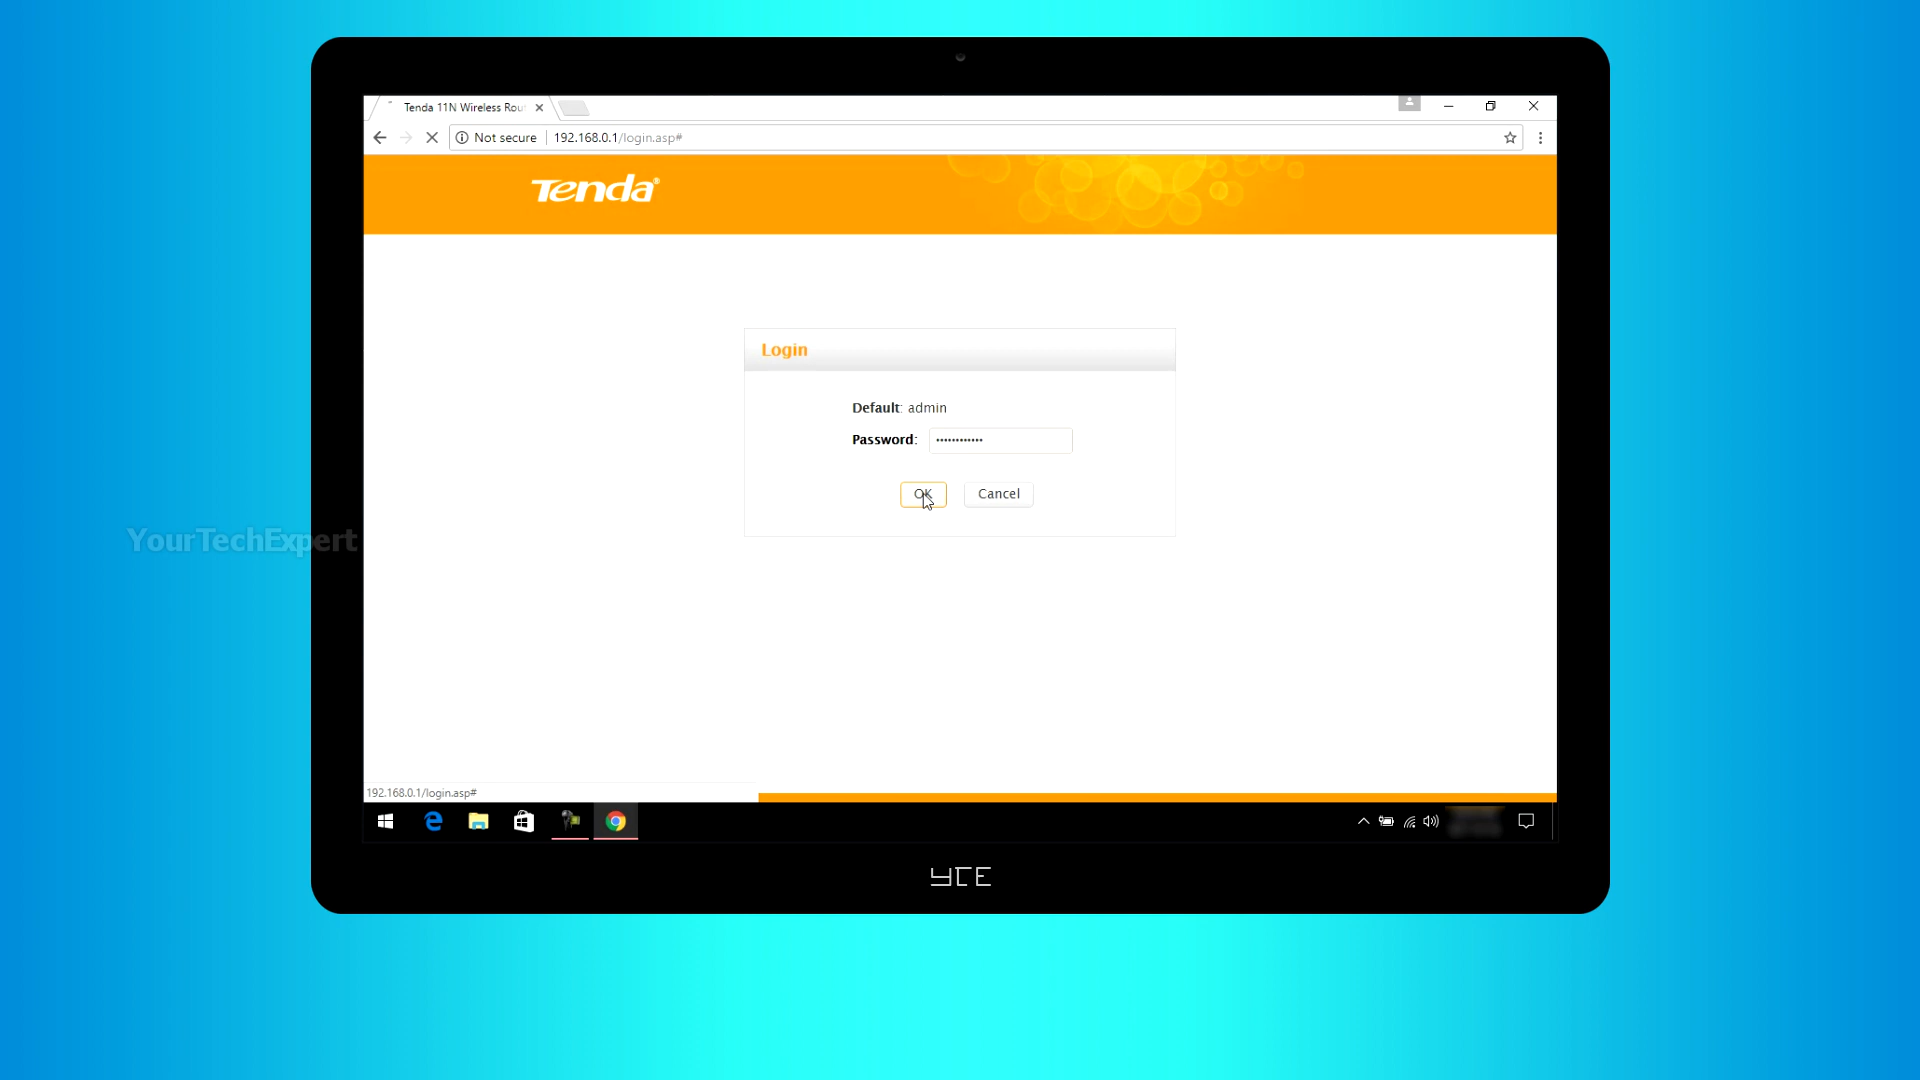 Tenda 11N Wireless Rou
Not secure
192.168.0.1/login.asp#
Tenda®
Login
Default: admin
Password: ••••••••••••
OK
Cancel
YourTechExpert
192.168.0.1/login.asp#
YTE